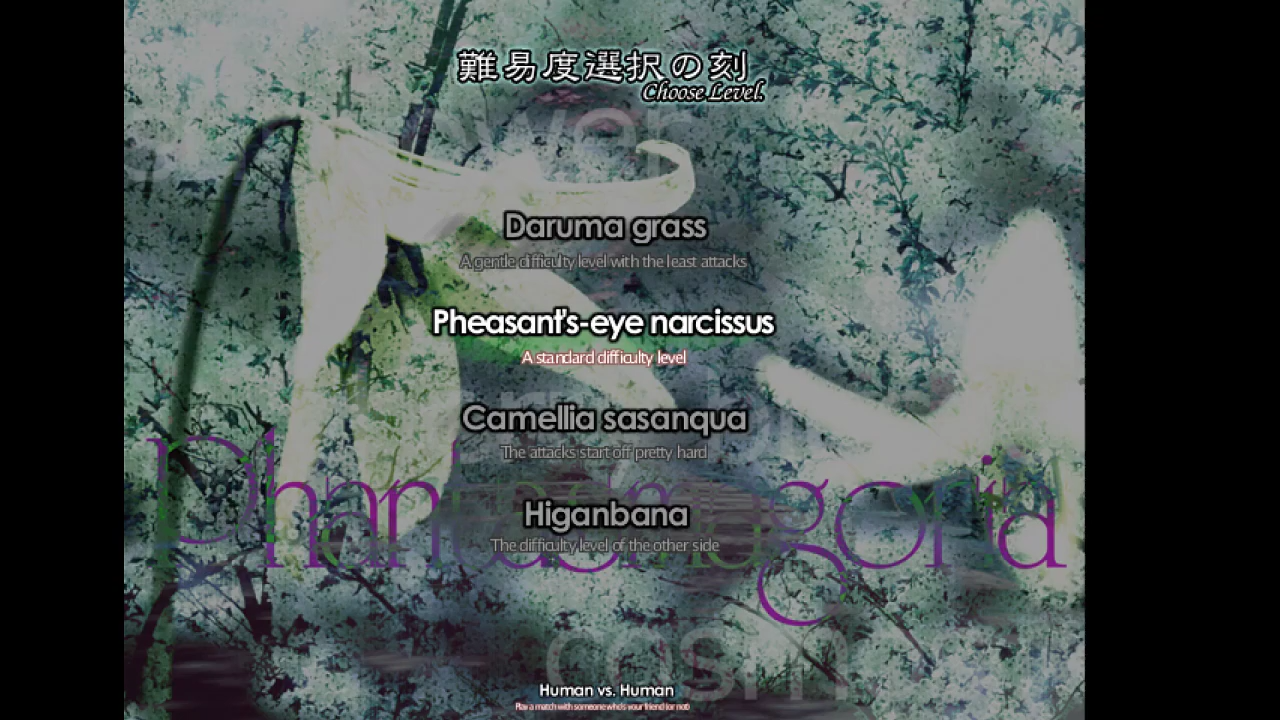 難易度選択の刻
Choose Level.
Daruma grass
A gentle difficulty level with the least attacks
Pheasant's-eye narcissus
A standard difficulty level
Camellia sasanqua
The attacks start off pretty hard
Higanbana
The difficulty level of the other side
Phantasmagoria
Human vs. Human
Play a match with someone who's your friend (or not)